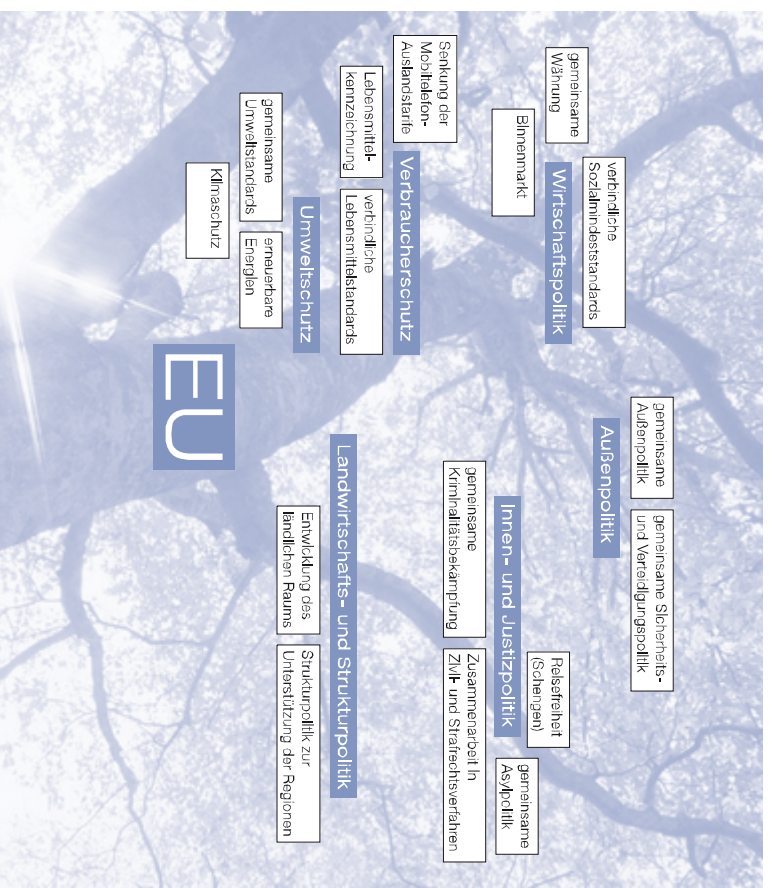 gemeinsame
Außenpolitik
gemeinsame Sicherheits-
und Verteidigungspolitik
Außenpolitik
verbindliche
Sozialmindeststandards
gemeinsame
Währung
Wirtschaftspolitik
Binnenmarkt
Reisefreiheit
(Schengen)
gemeinsame
Asylpolitik
Innen- und Justizpolitik
gemeinsame
Kriminalitätsbekämpfung
Zusammenarbeit in
Zivil- und Strafrechtsverfahren
Senkung der
Mobiltelefon-
Auslandstarife
Verbraucherschutz
Lebensmittel-
kennzeichnung
verbindliche
Lebensmittelstandards
Landwirtschafts- und Strukturpolitik
Entwicklung des
ländlichen Raums
Strukturpolitik zur
Unterstützung der Regionen
Umweltschutz
gemeinsame
Umweltstandards
erneuerbare
Energien
Klimaschutz
EU